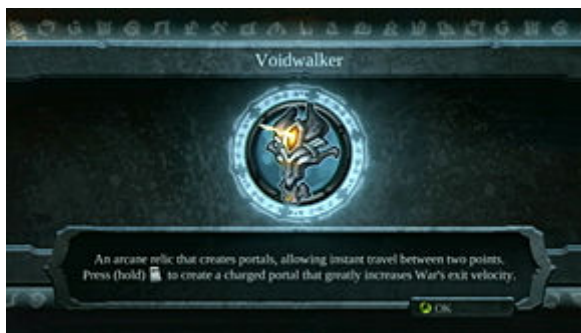 Voidwalker
An arcane relic that creates portals, allowing instant travel between two points.
Press (hold) to create a charged portal that greatly increases War's exit velocity.
OK